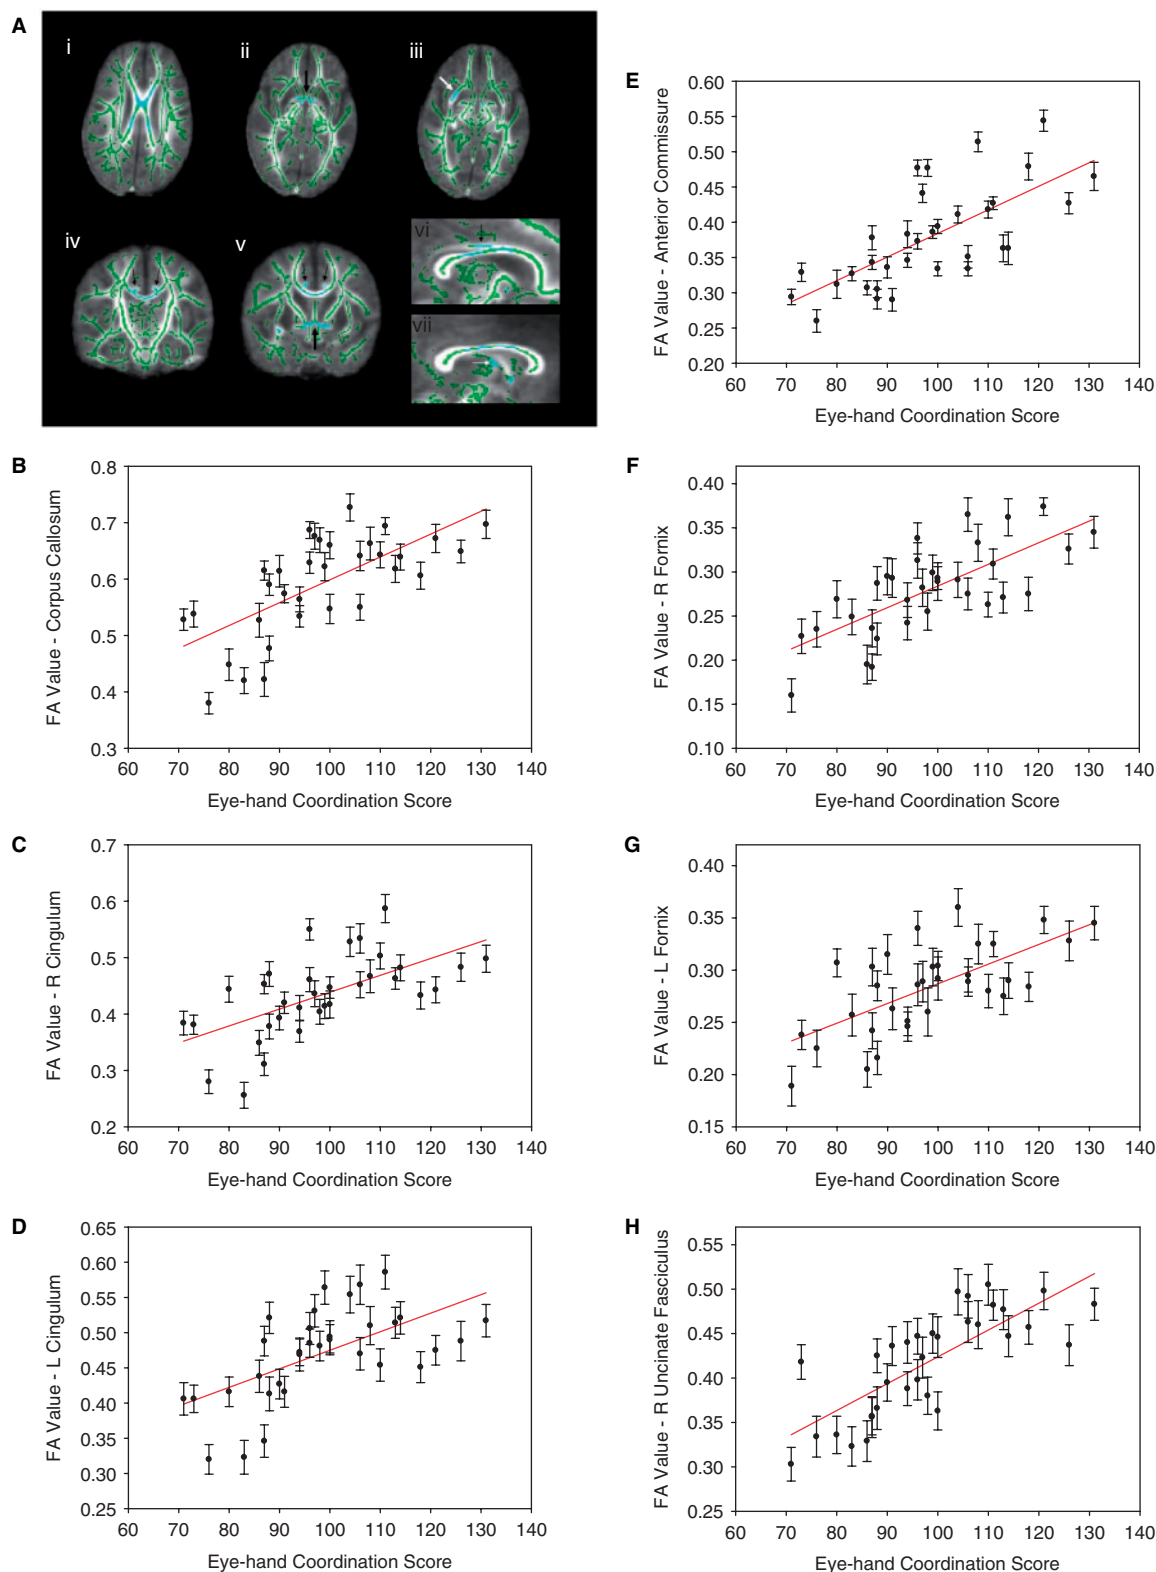 A
i
ii
iii
iv
v
vi
vii
B
FA Value - Corpus Callosum
0.8
0.7
0.6
0.5
0.4
0.3
60 70 80 90 100 110 120 130 140
Eye-hand Coordination Score
C
FA Value - R Cingulum
0.7
0.6
0.5
0.4
0.3
0.2
60 70 80 90 100 110 120 130 140
Eye-hand Coordination Score
D
FA Value - L Cingulum
0.65
0.60
0.55
0.50
0.45
0.40
0.35
0.30
0.25
60 70 80 90 100 110 120 130 140
Eye-hand Coordination Score
E
FA Value - Anterior Commissure
0.60
0.55
0.50
0.45
0.40
0.35
0.30
0.25
0.20
60 70 80 90 100 110 120 130 140
Eye-hand Coordination Score
F
FA Value - R Fornix
0.40
0.35
0.30
0.25
0.20
0.15
0.10
60 70 80 90 100 110 120 130 140
Eye-hand Coordination Score
G
FA Value - L Fornix
0.35
0.30
0.25
0.20
0.15
60 70 80 90 100 110 120 130 140
Eye-hand Coordination Score
H
FA Value - R Uncinate Fasciculus
0.55
0.50
0.45
0.40
0.35
0.30
0.25
60 70 80 90 100 110 120 130 140
Eye-hand Coordination Score